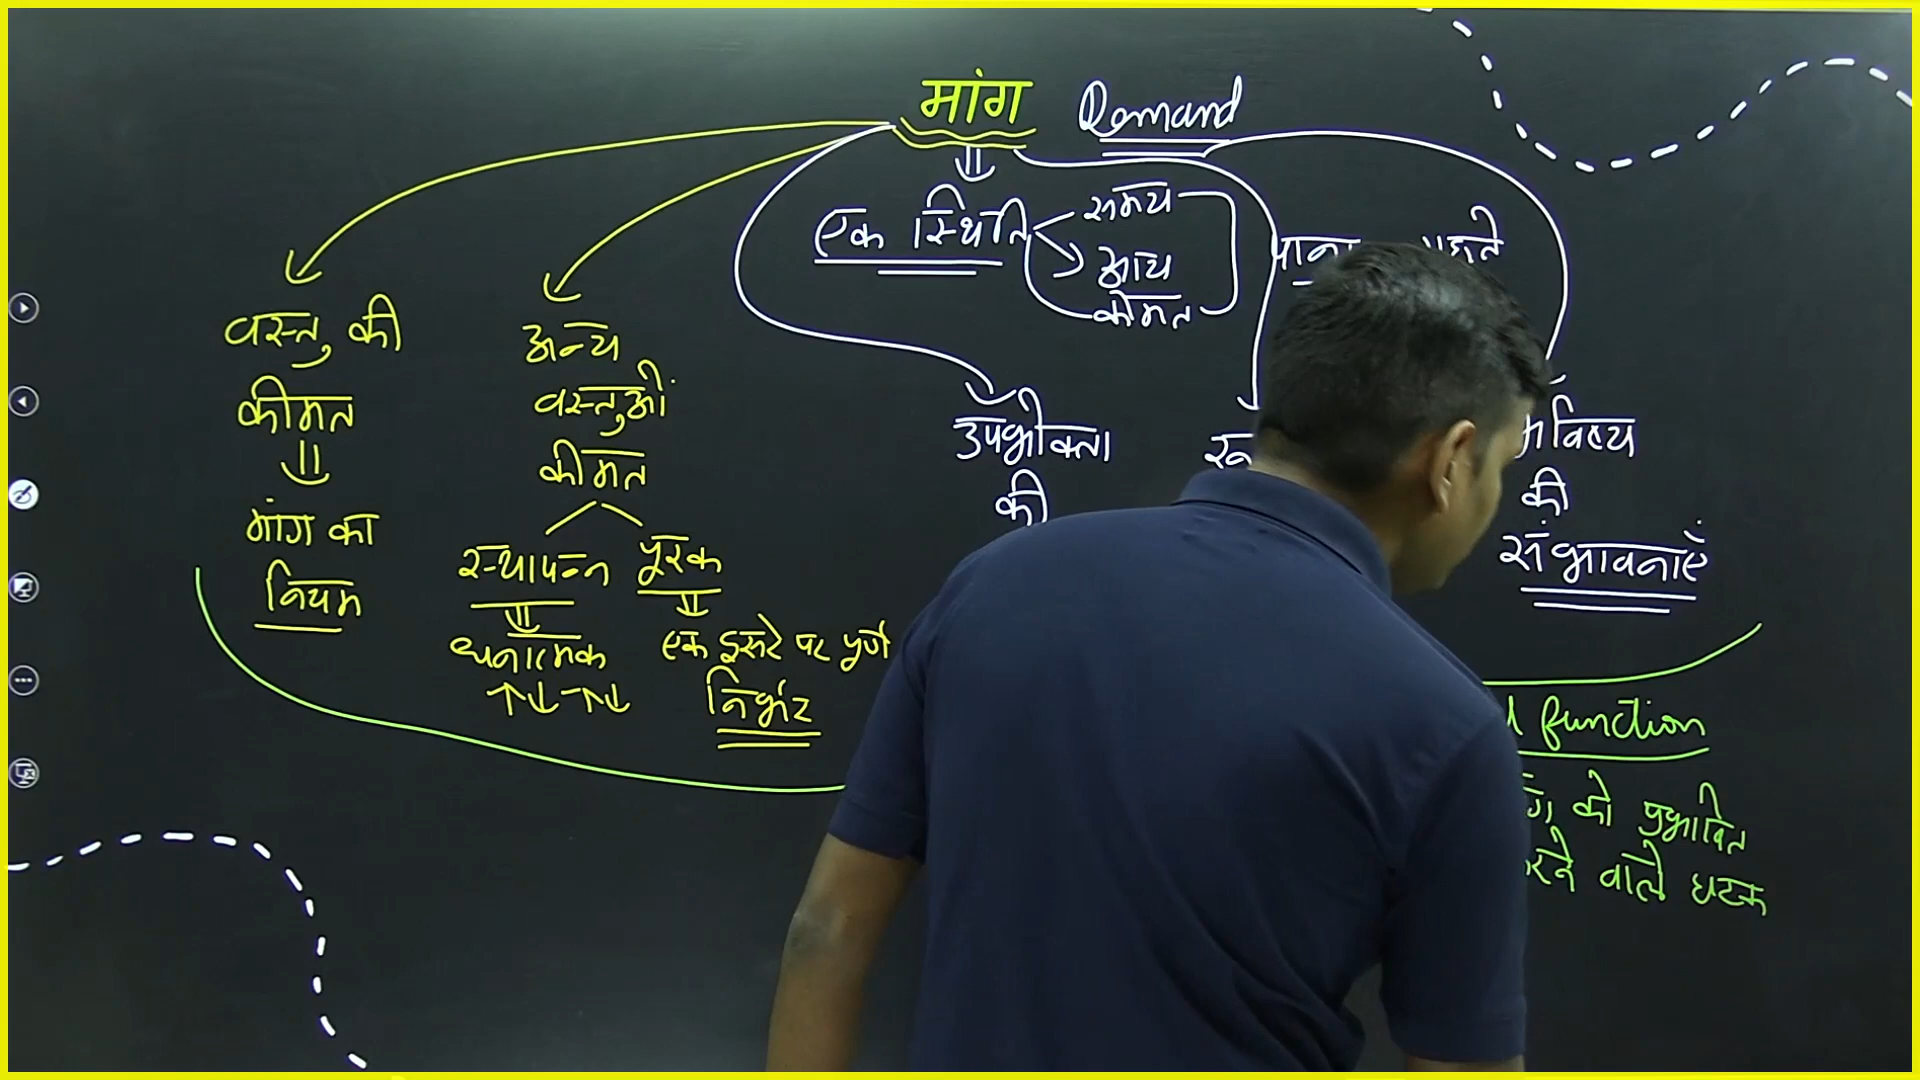 मांग Demand
एक स्थिति
समय
आय
कीमत
वस्तु की
कीमत
मांग का
नियम
अन्य
वस्तुओं
कीमत
स्थापन्न पूरक
धनात्मक
↑↓-↑↓
एक दूसरे पर पूर्ण
निर्भर
उपभोक्ता
की
भविष्य
की
संभावनाएँ
function
को प्रभावित
वाले घटक